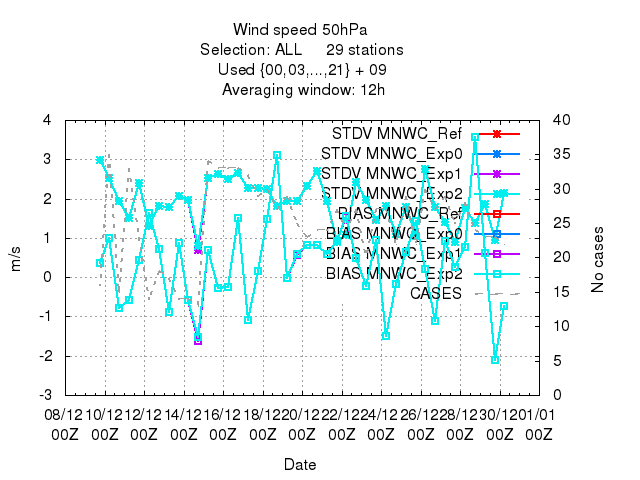 Wind speed 50hPa
Selection: ALL 29 stations
Used {00,03,...,21} + 09
Averaging window: 12h
4
3
2
1
0
-1
-2
-3
m/s
40
35
30
25
20
15
10
5
0
No cases
STDV MNWC_Ref
STDV MNWC_Exp0
STDV MNWC_Exp1
STDV MNWC_Exp2
BIAS MNWC_Ref
BIAS MNWC_Exp0
BIAS MNWC_Exp1
BIAS MNWC_Exp2
CASES
08/12 10/12 12/12 14/12 16/12 18/12 20/12 22/12 24/12 26/12 28/12 30/12 01/01
00Z 00Z 00Z 00Z 00Z 00Z 00Z 00Z 00Z 00Z 00Z 00Z 00Z
Date